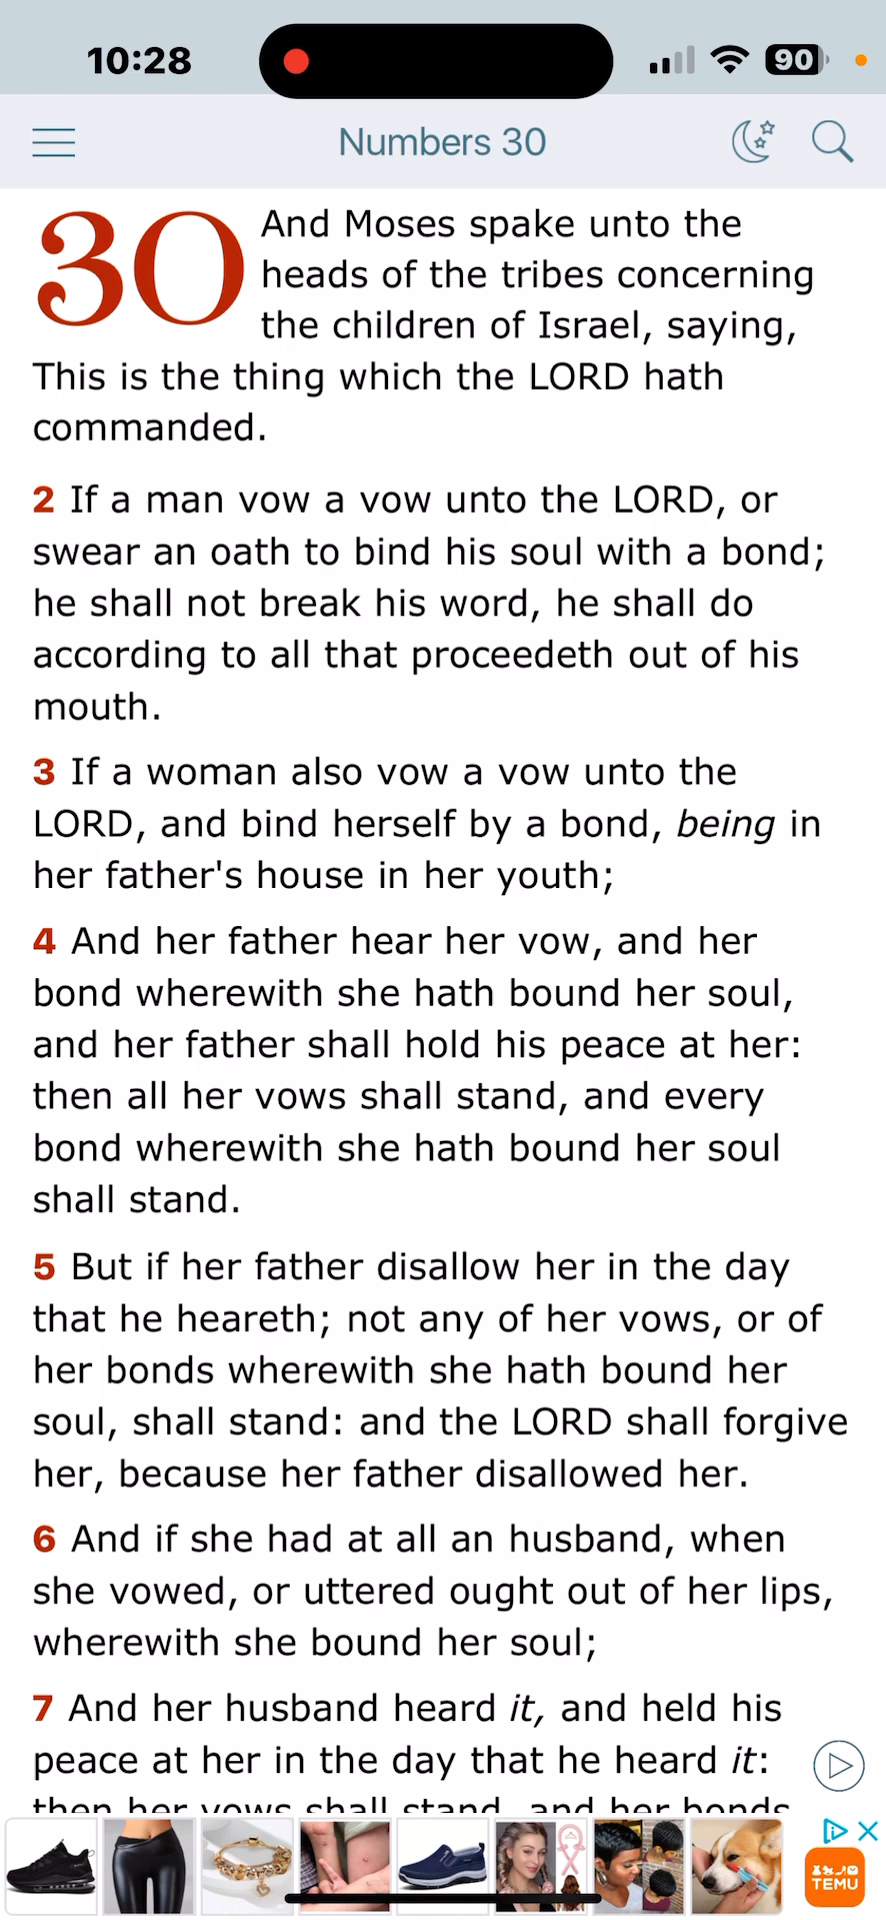 10:28
90
Numbers 30
30 And Moses spake unto the
heads of the tribes concerning
the children of Israel, saying,
This is the thing which the LORD hath
commanded.
2 If a man vow a vow unto the LORD, or
swear an oath to bind his soul with a bond;
he shall not break his word, he shall do
according to all that proceedeth out of his
mouth.
3 If a woman also vow a vow unto the
LORD, and bind herself by a bond, being in
her father's house in her youth;
4 And her father hear her vow, and her
bond wherewith she hath bound her soul,
and her father shall hold his peace at her:
then all her vows shall stand, and every
bond wherewith she hath bound her soul
shall stand.
5 But if her father disallow her in the day
that he heareth; not any of her vows, or of
her bonds wherewith she hath bound her
soul, shall stand: and the LORD shall forgive
her, because her father disallowed her.
6 And if she had at all an husband, when
she vowed, or uttered ought out of her lips,
wherewith she bound her soul;
7 And her husband heard it, and held his
peace at her in the day that he heard it:
then her vows shall stand, and her bonds
TEMU